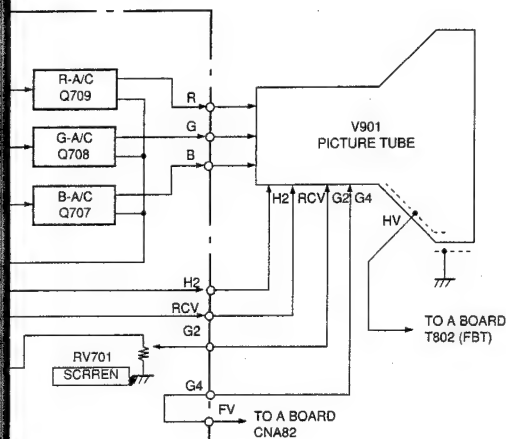 R-A/C
Q709
G-A/C
Q708
B-A/C
Q707
R
G
B
V901
PICTURE TUBE
H2 RCV G2 G4
HV
H2
RCV
G2
RV701
SCRREN
G4
FV
TO A BOARD
CNA82
TO A BOARD
T802 (FBT)